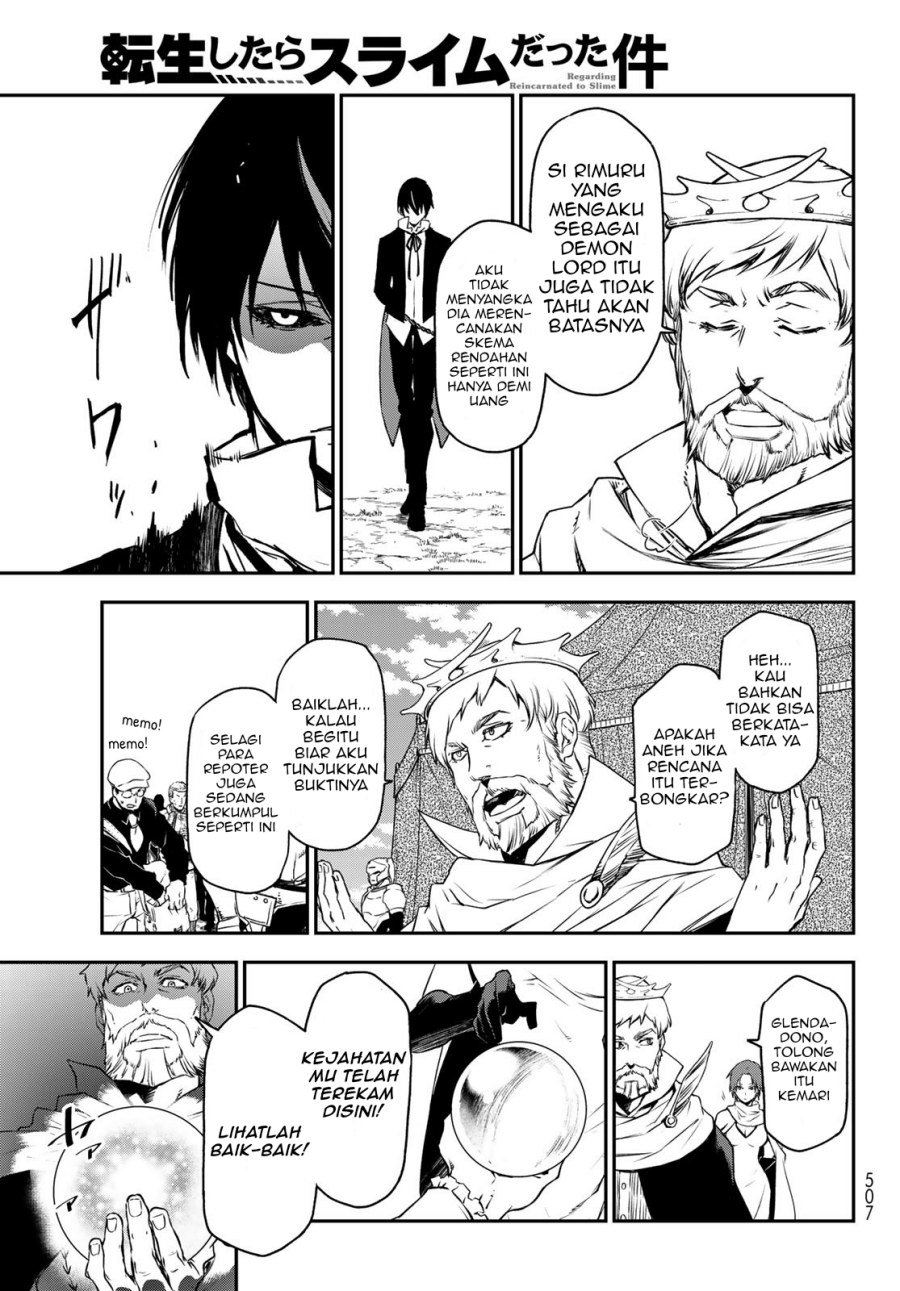 転生したらスライムだった件
Regarding
Reincarnated to Slime
SI RIMURU
YANG
MENGAKU
SEBAGAI
DEMON
LORD ITU
JUGA TIDAK
TAHU AKAN
BATASNYA
AKU
TIDAK
MENYANGKA
DIA MEREN-
CANAKAN
SKEMA
RENDAHAN
SEPERTI INI
HANYA DEMI
UANG
ザッ
HEH...
KAU
BAHKAN
TIDAK BISA
BERKATA-
KATA YA
APAKAH
ANEH JIKA
RENCANA
ITU TER-
BONGKAR?
BAIKLAH...
KALAU
BEGITU
BIAR AKU
TUNJUKKAN
BUKTINYA
SELAGI
PARA
REPOTER
JUGA
SEDANG
BERKUMPUL
SEPERTI INI
memo!
memo!
GLENDA-
DONO,
TOLONG
BAWAKAN
ITU
KEMARI
KEJAHATAN
MU TELAH
TEREKAM
DISINI!
LIHATLAH
BAIK-BAIK!
507